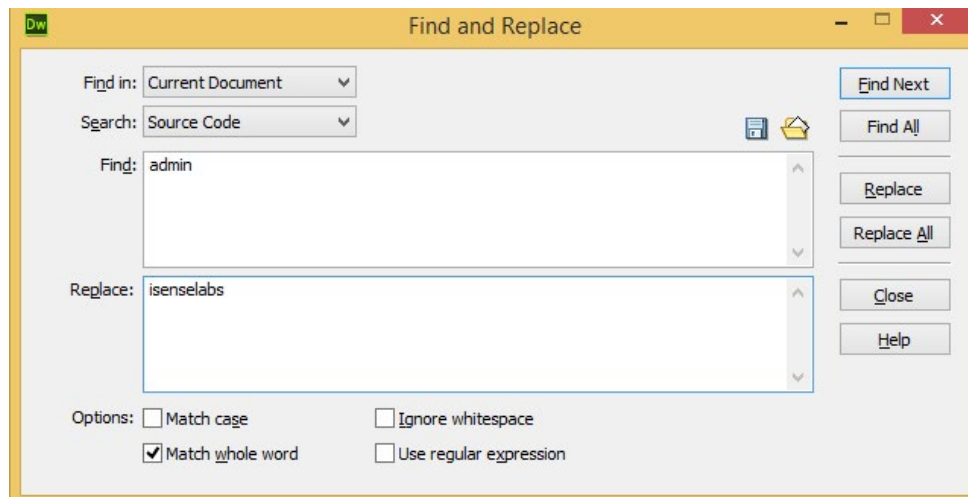 Dw Find and Replace
Find in: Current Document
Find Next
Search: Source Code
Find All
Find: admin
Replace
Replace All
Replace: isenselabs
Close
Help
Options: Match case Ignore whitespace
Match whole word Use regular expression